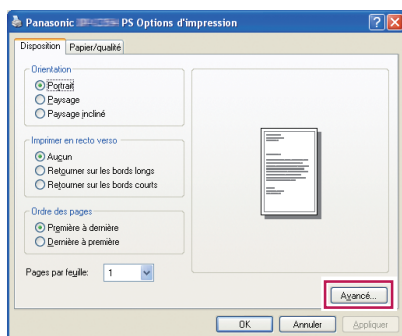 Panasonic PS Options d'impression
Disposition Papier/qualité
Orientation
Portrait
Paysage
Paysage incliné
Imprimer en recto verso
Aucun
Retourner sur les bords longs
Retourner sur les bords courts
Ordre des pages
Première à dernière
Dernière à première
Pages par feuille: 1
Avancé...
OK Annuler Appliquer